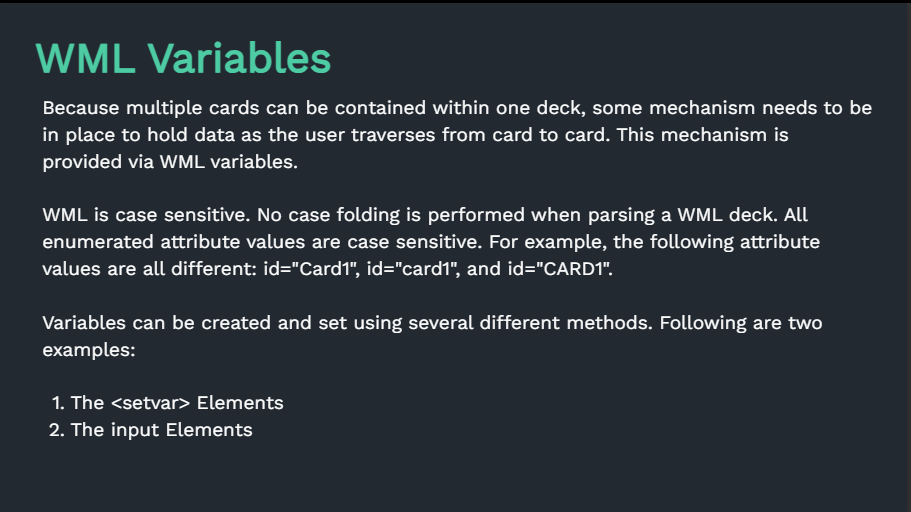 WML Variables
Because multiple cards can be contained within one deck, some mechanism needs to be
in place to hold data as the user traverses from card to card. This mechanism is
provided via WML variables.
WML is case sensitive. No case folding is performed when parsing a WML deck. All
enumerated attribute values are case sensitive. For example, the following attribute
values are all different: id="Card1", id="card1", and id="CARD1".
Variables can be created and set using several different methods. Following are two
examples:
1. The <setvar> Elements
2. The input Elements